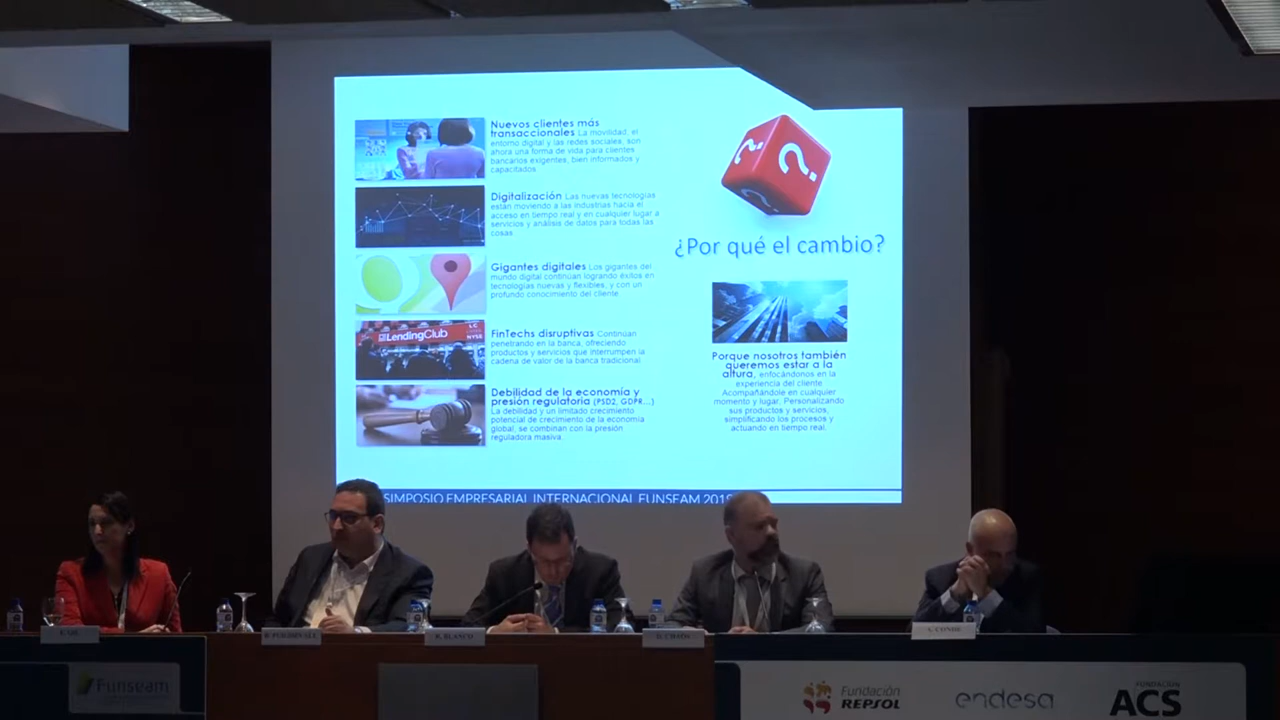 Nuevos clientes más
transaccionales La movilidad, el
entorno digital y las redes sociales, son
ahora una forma de vida para clientes
bancarios exigentes, bien informados y
capacitados.
Digitalización Las nuevas tecnologías
están moviendo a las industrias hacia el
acceso en tiempo real y en cualquier lugar a
servicios y análisis de datos para todas las
cosas.
Gigantes digitales Los gigantes del
mundo digital continúan logrando éxitos en
tecnologías nuevas y flexibles, y con un
profundo conocimiento del cliente.
LendingClub
LC
NYSE
FinTechs disruptivas Continúan
penetrando en la banca, ofreciendo
productos y servicios que interrumpen la
cadena de valor de la banca tradicional.
Debilidad de la economía y
presión regulatoria (PSD2, GDPR...)
La debilidad y un limitado crecimiento
potencial de crecimiento de la economía
global, se combinan con la presión
reguladora masiva.
? ? ?
¿Por qué el cambio?
Porque nosotros también
queremos estar a la
altura, enfocándonos en la
experiencia del cliente
Acompañándole en cualquier
momento y lugar, Personalizando
sus productos y servicios,
simplificando los procesos y
actuando en tiempo real.
SIMPOSIO EMPRESARIAL INTERNACIONAL FUNSEAM 2019
R. BLANCO
A. CONDE
Funseam
Fundación
REPSOL
endesa
FUNDACIÓN
ACS